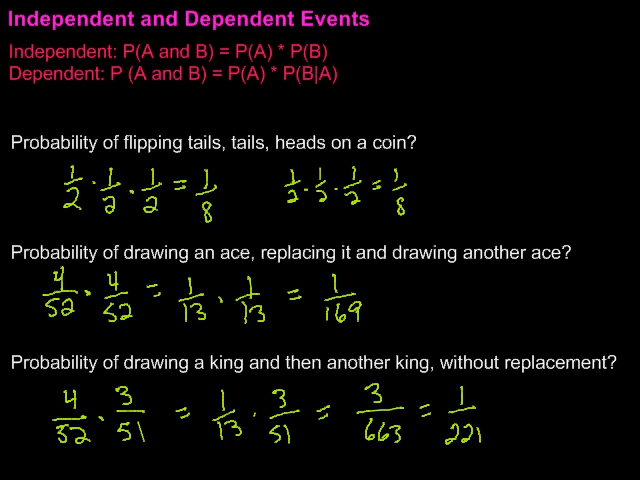 Independent and Dependent Events
Independent: P(A and B) = P(A) * P(B)
Dependent: P (A and B) = P(A) * P(B|A)
Probability of flipping tails, tails, heads on a coin?
1/2 · 1/2 · 1/2 = 1/8 1/2 · 1/2 · 1/2 = 1/8
Probability of drawing an ace, replacing it and drawing another ace?
4/52 · 4/52 = 1/13 · 1/13 = 1/169
Probability of drawing a king and then another king, without replacement?
4/52 · 3/51 = 1/13 · 3/51 = 3/663 = 1/221